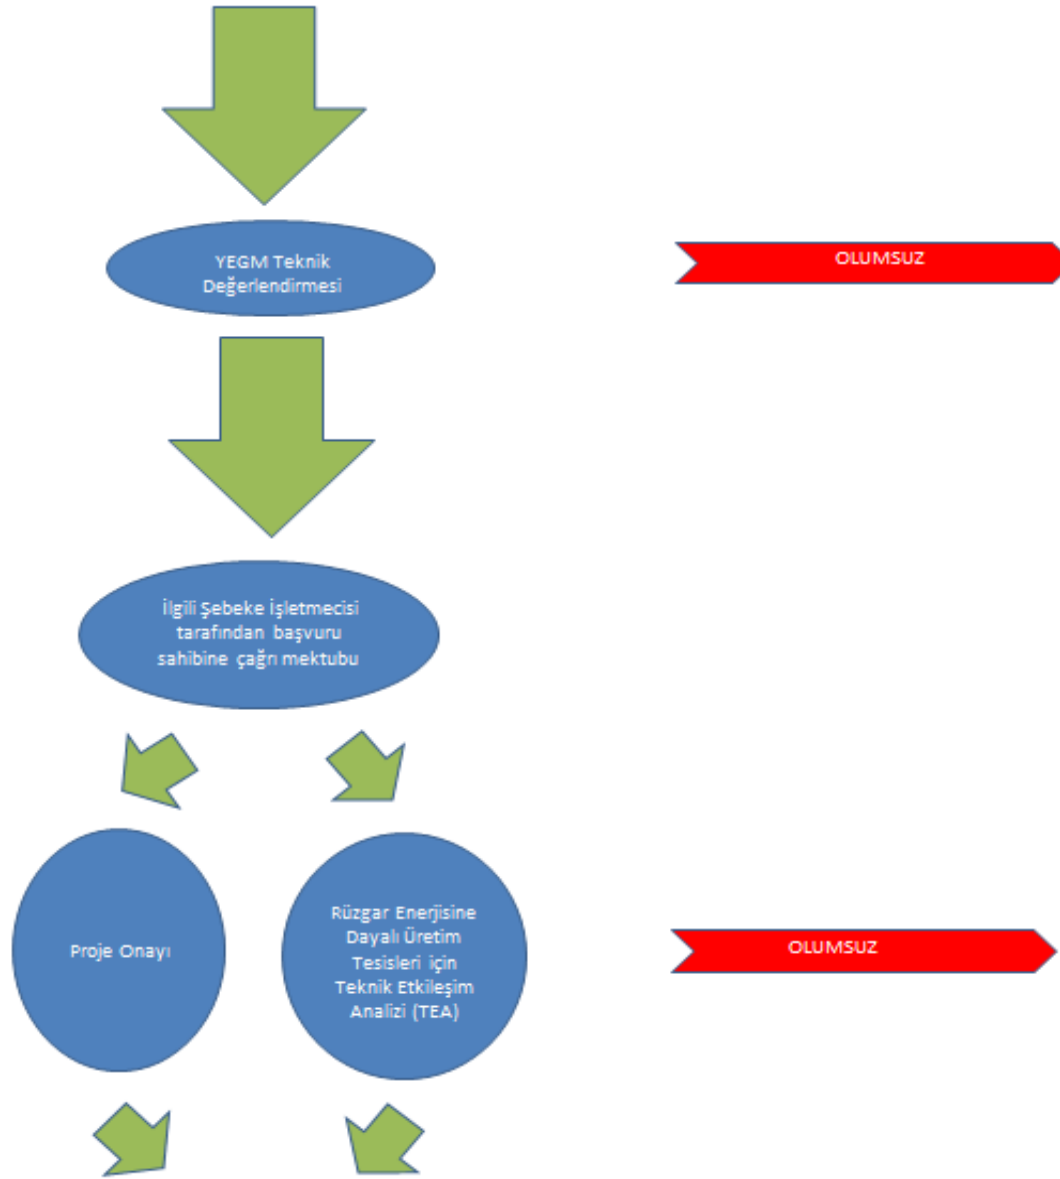 YEGM Teknik
Değerlendirmesi
OLUMSUZ
İlgili Şebeke İşletmecisi
tarafından başvuru
sahibine çağrı mektubu
Proje Onayı
Rüzgar Enerjisine
Dayalı Üretim
Tesisleri için
Teknik Etkileşim
Analizi (TEA)
OLUMSUZ